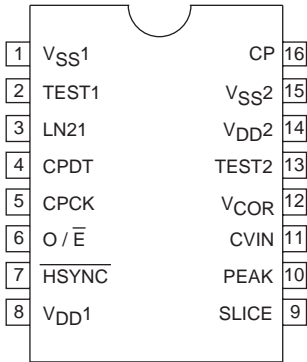 1 VSS1 CP 16
2 TEST1 VSS2 15
3 LN21 VDD2 14
4 CPDT TEST2 13
5 CPCK VCOR 12
6 O / E̅ CVIN 11
7 H̅S̅Y̅N̅C̅ PEAK 10
8 VDD1 SLICE 9